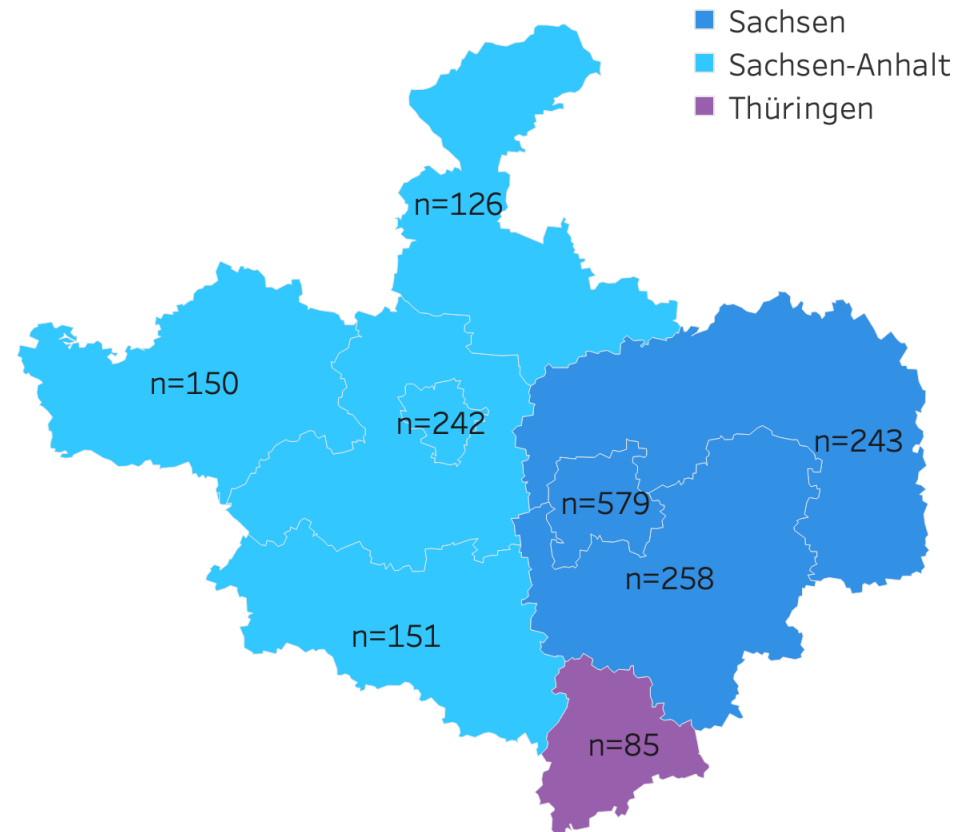 Sachsen
Sachsen-Anhalt
Thüringen
n=126
n=150
n=242
n=243
n=579
n=258
n=151
n=85